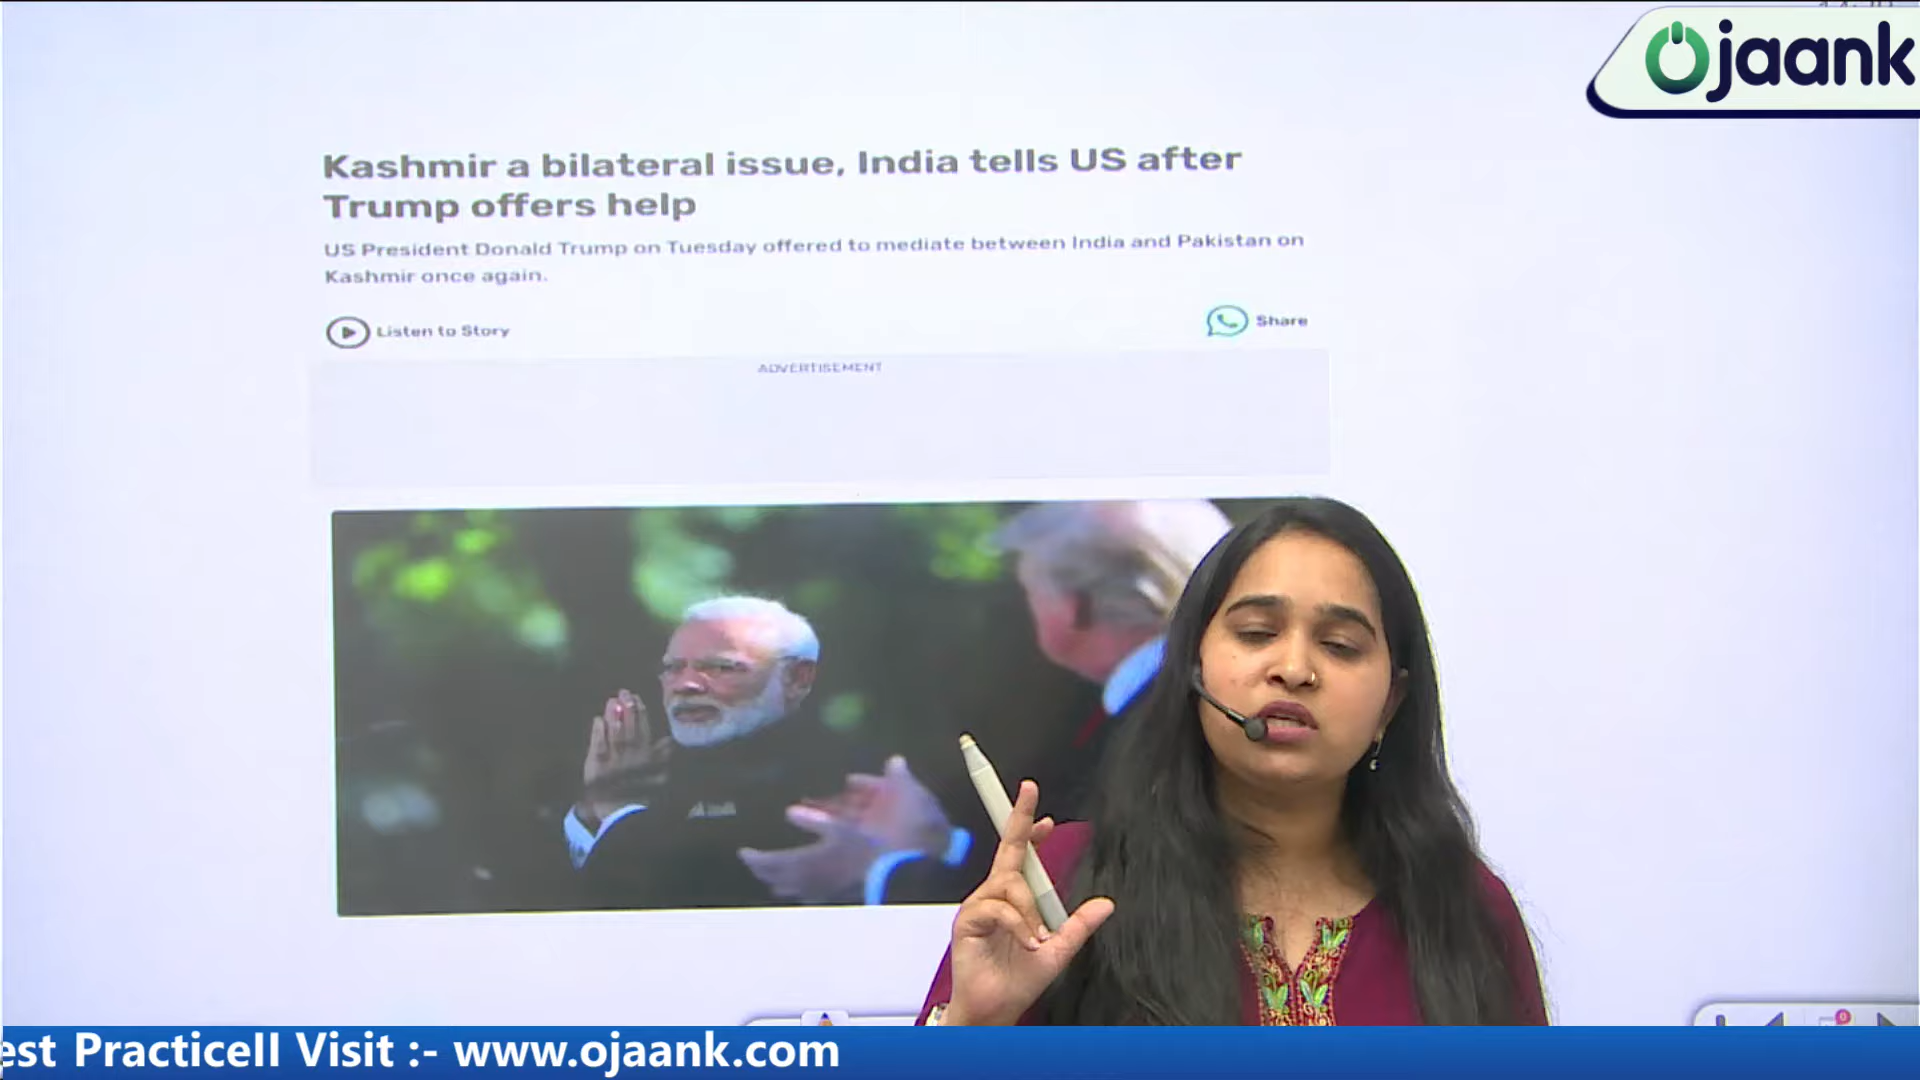 Ojaank
Kashmir a bilateral issue, India tells US after
Trump offers help
US President Donald Trump on Tuesday offered to mediate between India and Pakistan on
Kashmir once again.
Listen to Story
Share
ADVERTISEMENT
0
est PracticeII Visit :- www.ojaank.com